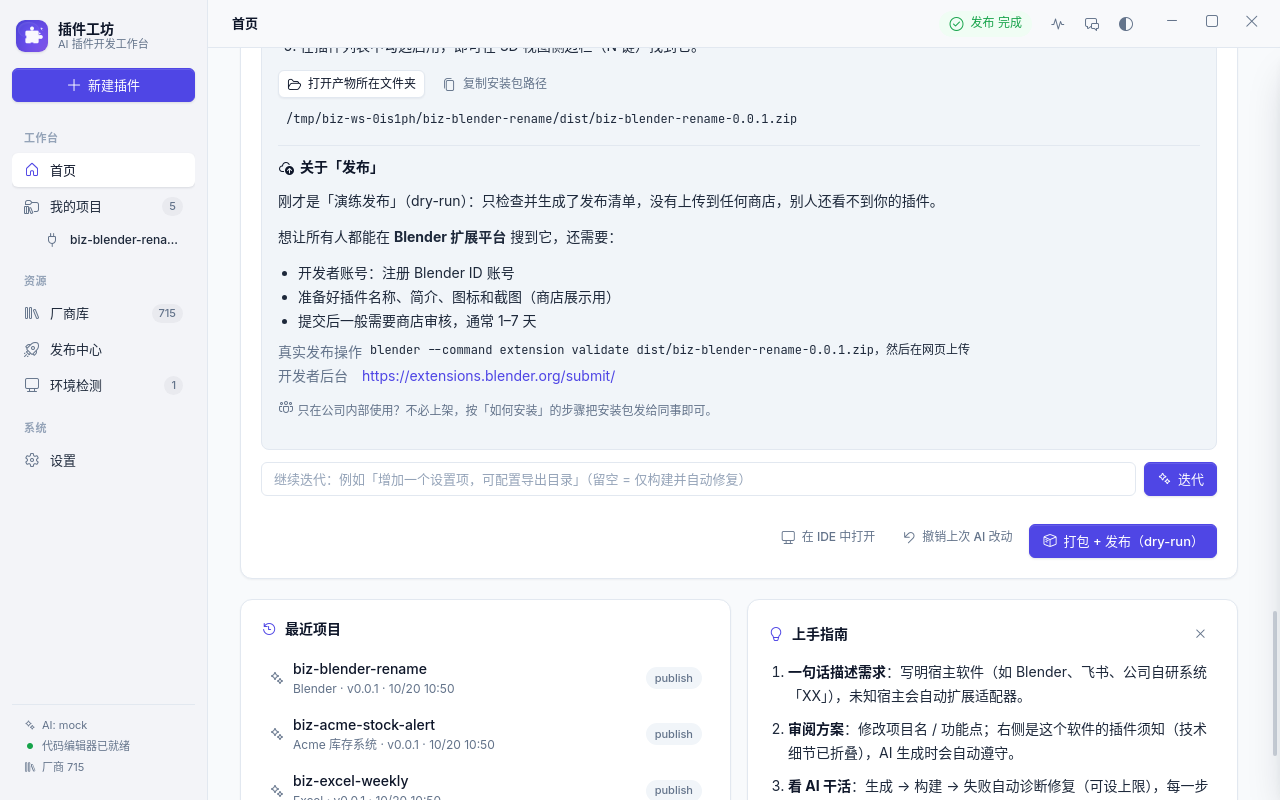 插件工坊
AI 插件开发工作台
新建插件
工作台
首页
我的项目 5
biz-blender-rena...
资源
厂商库 715
发布中心
环境检测 1
系统
设置
AI: mock
代码编辑器已就绪
厂商 715
首页
发布 完成
打开产物所在文件夹 复制安装包路径
/tmp/biz-ws-0is1ph/biz-blender-rename/dist/biz-blender-rename-0.0.1.zip
关于「发布」
刚才是「演练发布」（dry-run）：只检查并生成了发布清单，没有上传到任何商店，别人还看不到你的插件。
想让所有人都能在 Blender 扩展平台 搜到它，还需要：
开发者账号：注册 Blender ID 账号
准备好插件名称、简介、图标和截图（商店展示用）
提交后一般需要商店审核，通常 1–7 天
真实发布操作 blender --command extension validate dist/biz-blender-rename-0.0.1.zip，然后在网页上传
开发者后台 https://extensions.blender.org/submit/
只在公司内部使用？不必上架，按「如何安装」的步骤把安装包发给同事即可。
继续迭代：例如「增加一个设置项，可配置导出目录」（留空 = 仅构建并自动修复）
迭代
在 IDE 中打开 撤销上次 AI 改动 打包 + 发布（dry-run）
最近项目
biz-blender-rename
Blender · v0.0.1 · 10/20 10:50
publish
biz-acme-stock-alert
Acme 库存系统 · v0.0.1 · 10/20 10:50
publish
biz-excel-weekly
Excel · v0.0.1 · 10/20 10:50
publish
上手指南
1. 一句话描述需求：写明宿主软件（如 Blender、飞书、公司自研系统
「XX」），未知宿主会自动扩展适配器。
2. 审阅方案：修改项目名 / 功能点；右侧是这个软件的插件须知（技术
细节已折叠），AI 生成时会自动遵守。
3. 看 AI 干活：生成 → 构建 → 失败自动诊断修复（可设上限），每一步